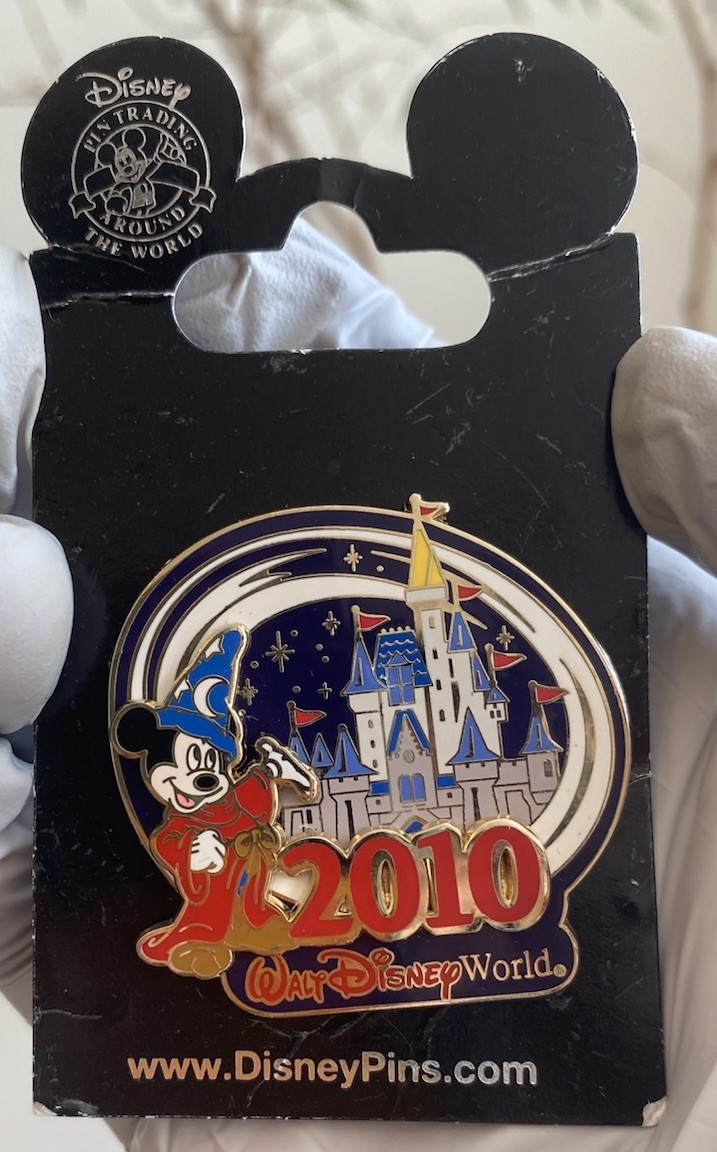 Disney
PIN TRADING
AROUND
THE WORLD
2010
Walt Disney World®
www.DisneyPins.com